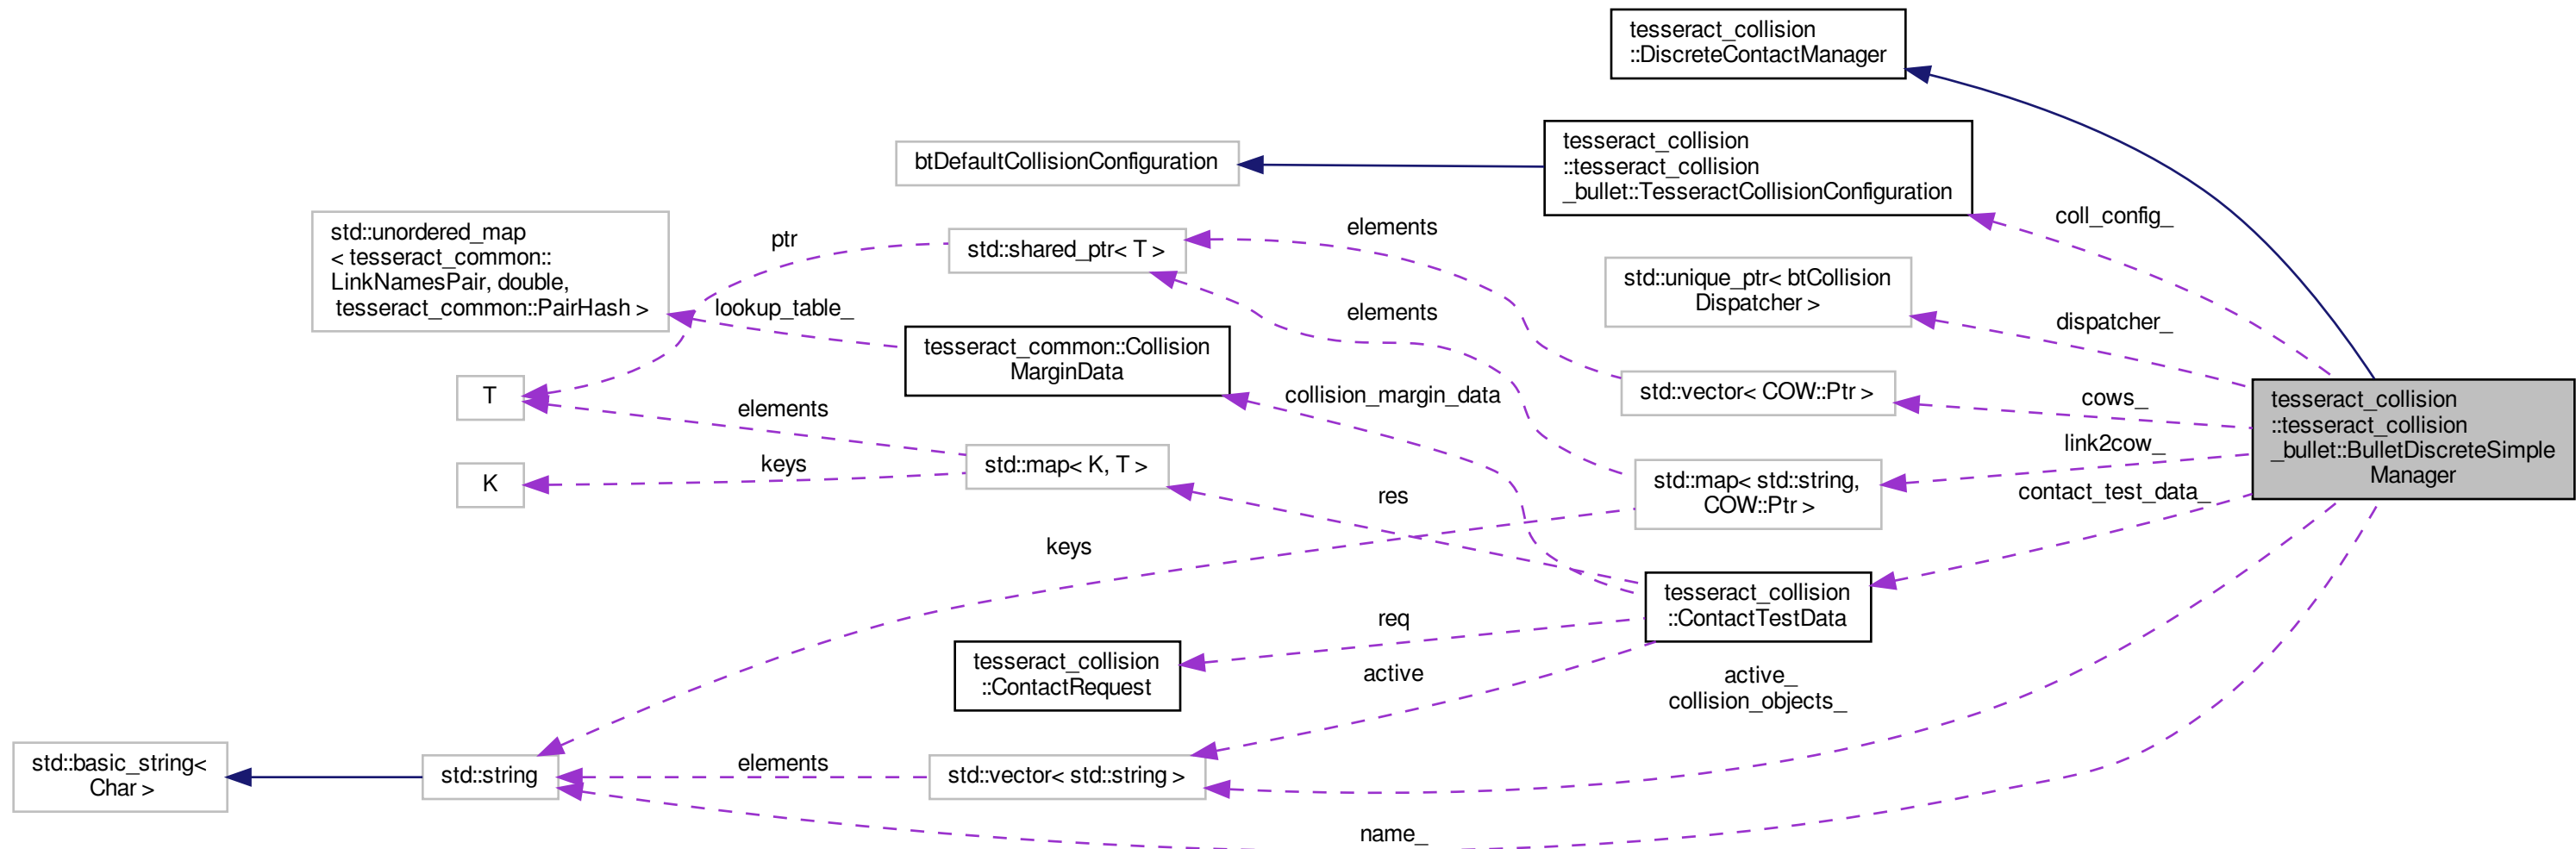 tesseract_collision
::DiscreteContactManager
btDefaultCollisionConfiguration
tesseract_collision
::tesseract_collision
_bullet::TesseractCollisionConfiguration
coll_config_
std::unordered_map
< tesseract_common::
LinkNamesPair, double,
tesseract_common::PairHash >
ptr
std::shared_ptr< T >
elements
std::unique_ptr< btCollision
Dispatcher >
dispatcher_
lookup_table_
elements
tesseract_common::Collision
MarginData
T
collision_margin_data
std::vector< COW::Ptr >
cows_
tesseract_collision
::tesseract_collision
_bullet::BulletDiscreteSimple
Manager
elements
keys
K
std::map< K, T >
res
link2cow_
std::map< std::string,
COW::Ptr >
contact_test_data_
keys
tesseract_collision
::ContactTestData
req
tesseract_collision
::ContactRequest
active
active_
collision_objects_
std::basic_string<
Char >
std::string
elements
std::vector< std::string >
name_